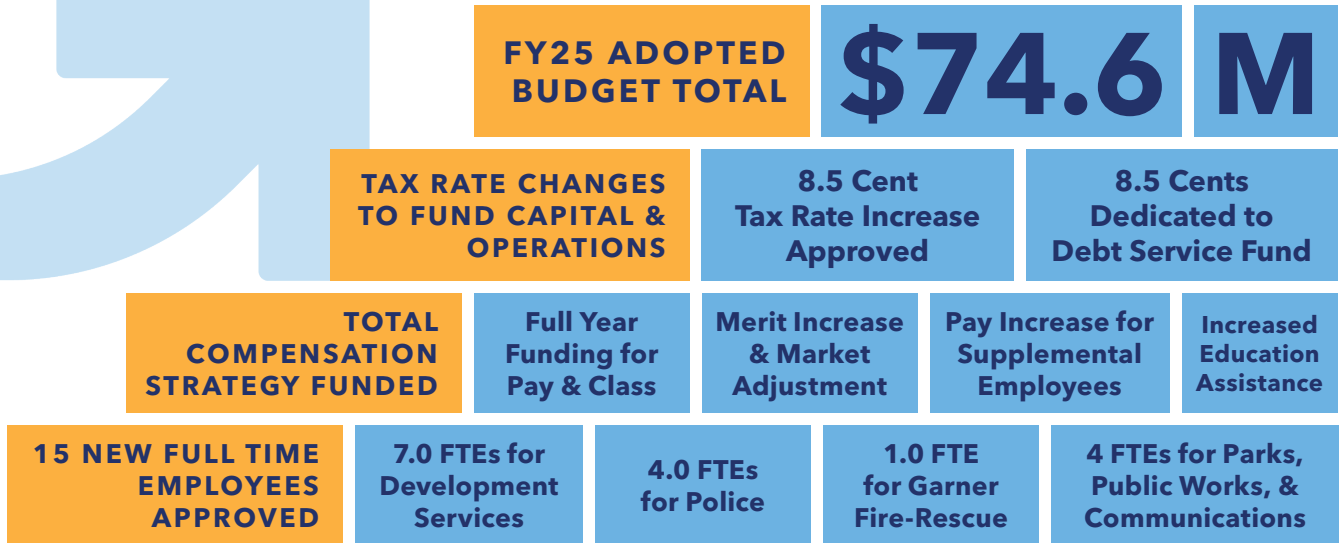 FY25 ADOPTED
BUDGET TOTAL
$74.6 M
TAX RATE CHANGES
TO FUND CAPITAL &
OPERATIONS
8.5 Cent
Tax Rate Increase
Approved
8.5 Cents
Dedicated to
Debt Service Fund
TOTAL
COMPENSATION
STRATEGY FUNDED
Full Year
Funding for
Pay & Class
Merit Increase
& Market
Adjustment
Pay Increase for
Supplemental
Employees
Increased
Education
Assistance
15 NEW FULL TIME
EMPLOYEES
APPROVED
7.0 FTEs for
Development
Services
4.0 FTEs
for Police
1.0 FTE
for Garner
Fire-Rescue
4 FTEs for Parks,
Public Works, &
Communications